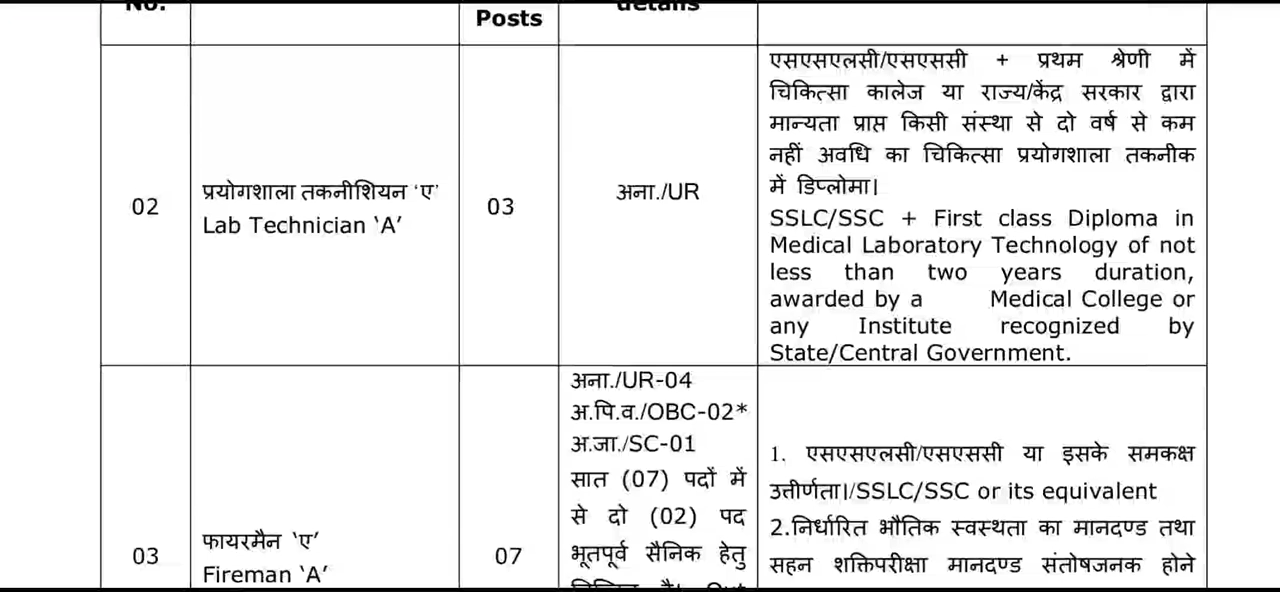 No.
Posts
details
02
प्रयोगशाला तकनीशियन ‘ए’
Lab Technician ‘A’
03
अना./UR
एसएसएलसी/एसएससी + प्रथम श्रेणी में
चिकित्सा कालेज या राज्य/केंद्र सरकार द्वारा
मान्यता प्राप्त किसी संस्था से दो वर्ष से कम
नहीं अवधि का चिकित्सा प्रयोगशाला तकनीक
में डिप्लोमा।
SSLC/SSC + First class Diploma in
Medical Laboratory Technology of not
less than two years duration,
awarded by a Medical College or
any Institute recognized by
State/Central Government.
03
फायरमैन ‘ए’
Fireman ‘A’
07
अना./UR-04
अ.पि.व./OBC-02*
अ.जा./SC-01
सात (07) पदों में
से दो (02) पद
भूतपूर्व सैनिक हेतु
1. एसएसएलसी/एसएससी या इसके समकक्ष
उत्तीर्णता।/SSLC/SSC or its equivalent
2.निर्धारित भौतिक स्वस्थता का मानदण्ड तथा
सहन शक्तिपरीक्षा मानदण्ड संतोषजनक होने